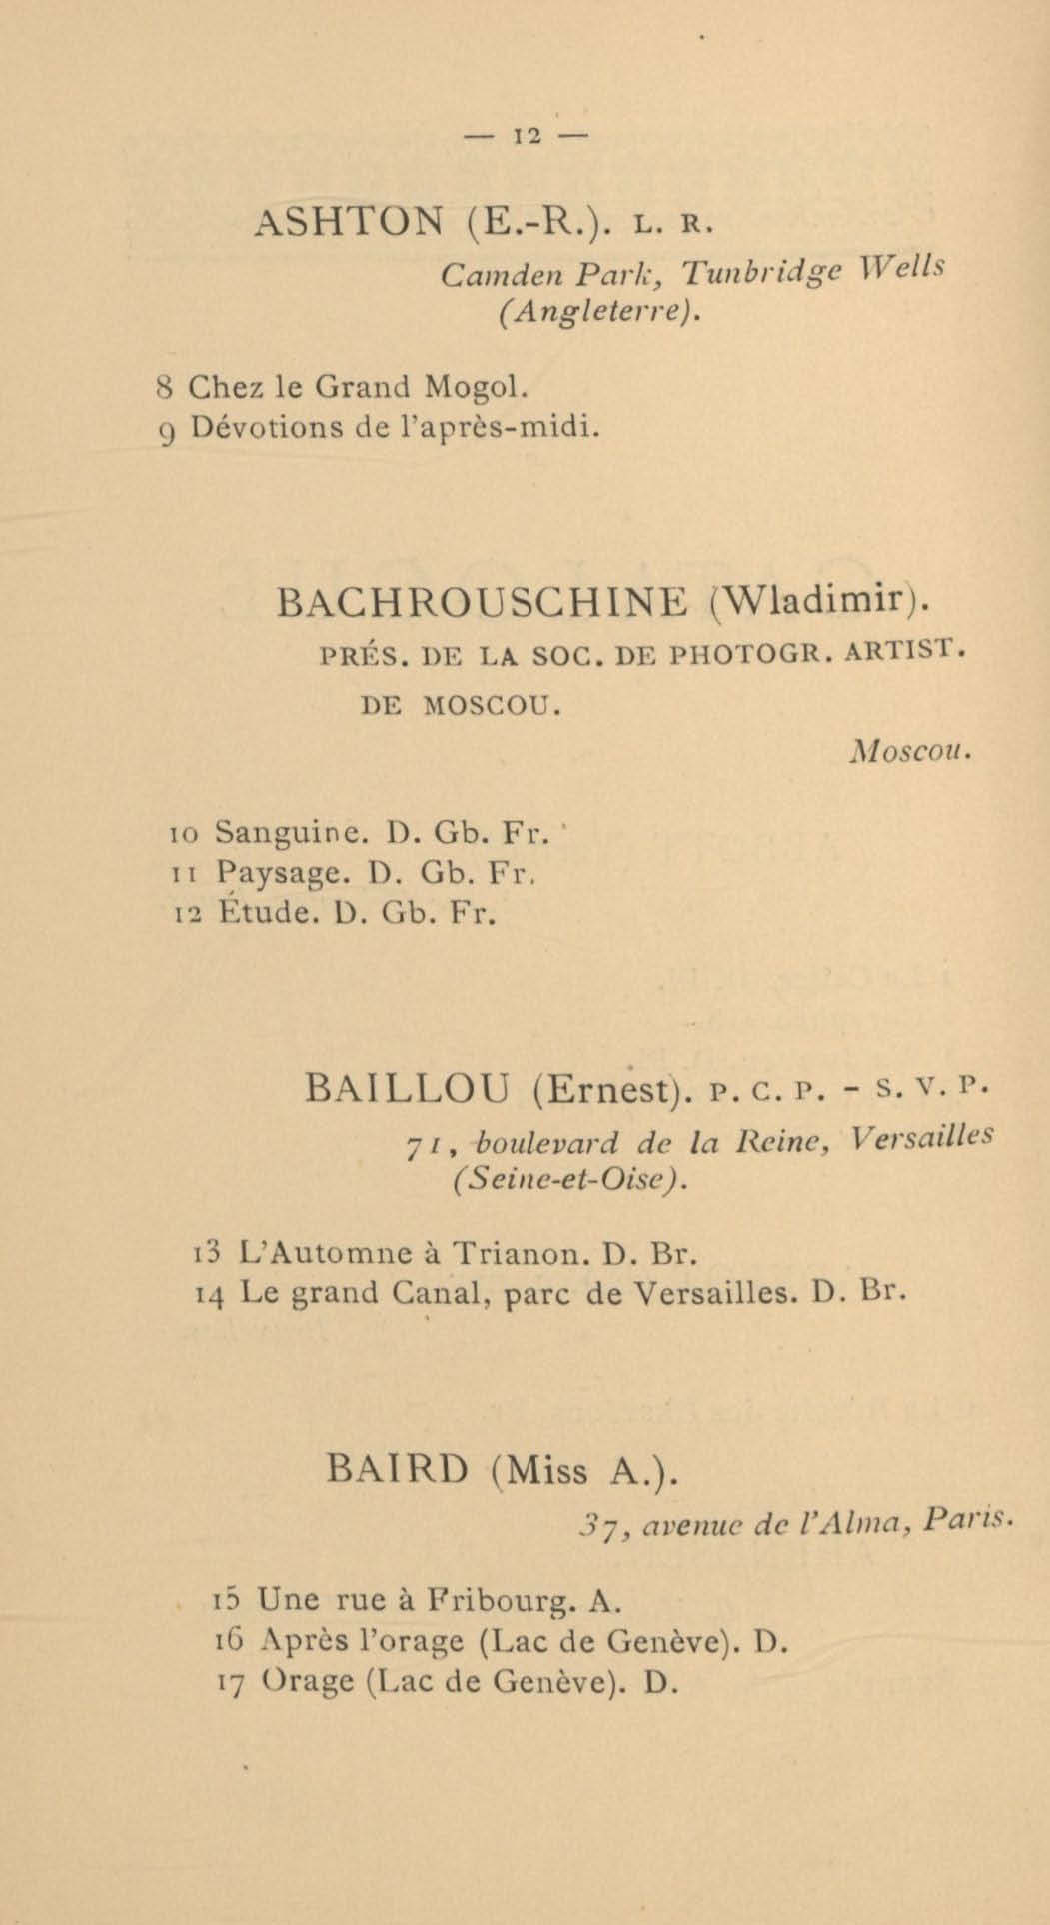 — 12 —
ASHTON (E.-R.). L. R.
Camden Park, Tunbridge Wells
(Angleterre).
8 Chez le Grand Mogol.
9 Dévotions de l'après-midi.
BACHROUSCHINE (Wladimir).
PRÉS. DE LA SOC. DE PHOTOGR. ARTIST.
DE MOSCOU.
Moscou.
10 Sanguine. D. Gb. Fr.
11 Paysage. D. Gb. Fr.
12 Étude. D. Gb. Fr.
BAILLOU (Ernest). P. C. P. - S. V. P.
71, boulevard de la Reine, Versailles
(Seine-et-Oise).
13 L'Automne à Trianon. D. Br.
14 Le grand Canal, parc de Versailles. D. Br.
BAIRD (Miss A.).
37, avenue de l'Alma, Paris.
15 Une rue à Fribourg. A.
16 Après l'orage (Lac de Genève). D.
17 Orage (Lac de Genève). D.